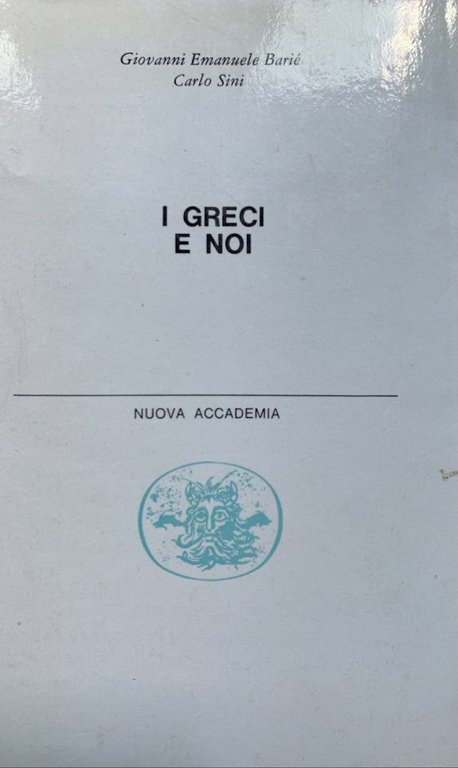 Giovanni Emanuele Barié
Carlo Sini
I GRECI
E NOI
NUOVA ACCADEMIA